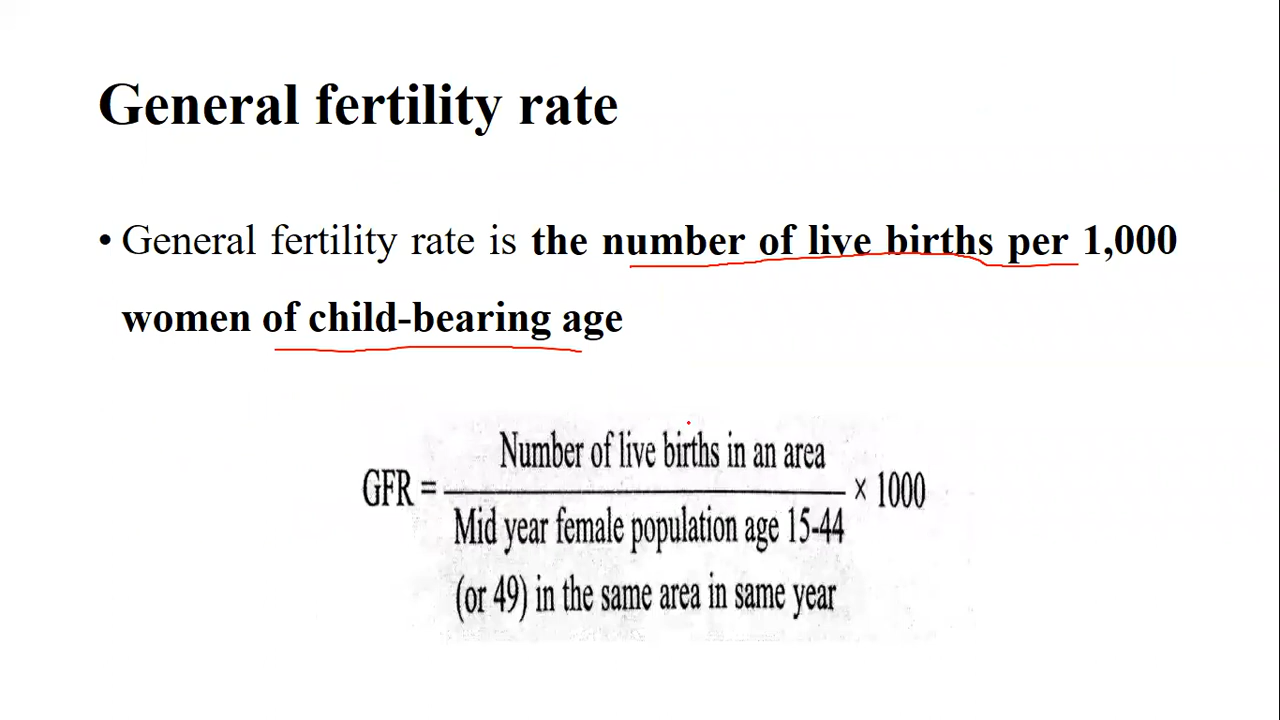 General fertility rate
• General fertility rate is the number of live births per 1,000
women of child-bearing age
Number of live births in an area
GFR = × 1000
Mid year female population age 15-44
(or 49) in the same area in same year